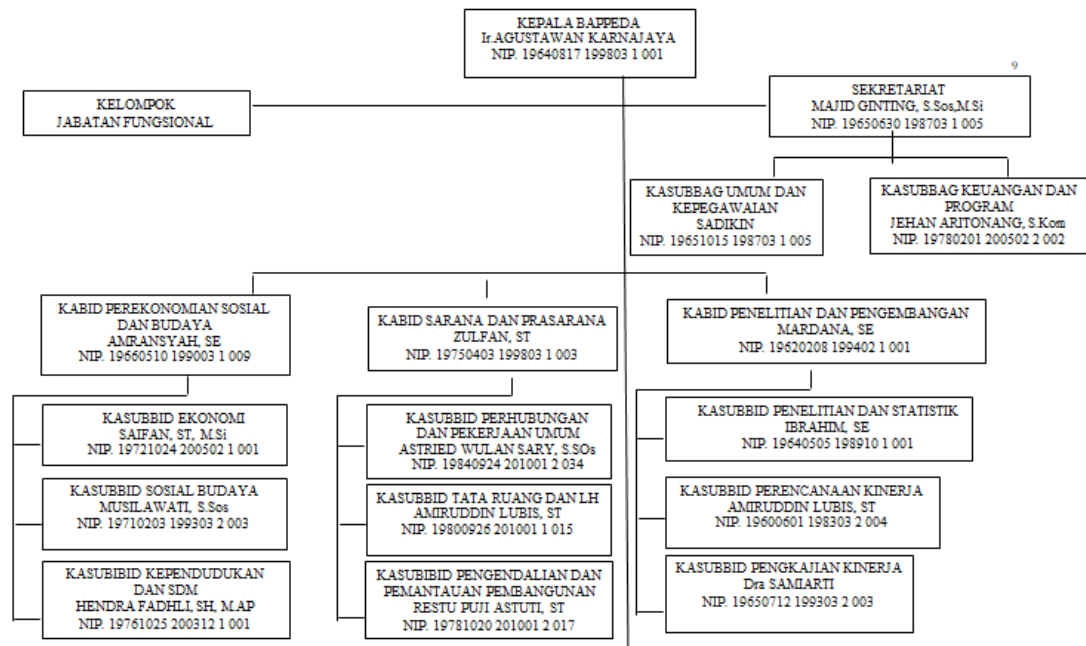 KEPALA BAPPEDA
Ir.AGUSTAWAN KARNAJAYA
NIP. 19640817 199803 1 001
9
KELOMPOK
JABATAN FUNGSIONAL
SEKRETARIAT
MAJID GINTING, S.Sos,M.Si
NIP. 19650630 198703 1 005
KASUBBAG UMUM DAN
KEPEGAWAIAN
SADIKIN
NIP. 19651015 198703 1 005
KASUBBAG KEUANGAN DAN
PROGRAM
JEHAN ARITONANG, S.Kom
NIP. 19780201 200502 2 002
KABID PEREKONOMIAN SOSIAL
DAN BUDAYA
AMRANSYAH, SE
NIP. 19660510 199003 1 009
KABID SARANA DAN PRASARANA
ZULFAN, ST
NIP. 19750403 199803 1 003
KABID PENELITIAN DAN PENGEMBANGAN
MARDANA, SE
NIP. 19620208 199402 1 001
KASUBBID EKONOMI
SAIFAN, ST, M.Si
NIP. 19721024 200502 1 001
KASUBBID SOSIAL BUDAYA
MUSILAWATI, S.Sos
NIP. 19710203 199303 2 003
KASUBIBID KEPENDUDUKAN
DAN SDM
HENDRA FADHLI, SH, M.AP
NIP. 19761025 200312 1 001
KASUBBID PERHUBUNGAN
DAN PEKERJAAN UMUM
ASTRIED WULAN SARY, S.SOs
NIP. 19840924 201001 2 034
KASUBBID TATA RUANG DAN LH
AMIRUDDIN LUBIS, ST
NIP. 19800926 201001 1 015
KASUBIBID PENGENDALIAN DAN
PEMANTAUAN PEMBANGUNAN
RESTU PUJI ASTUTI, ST
NIP. 19781020 201001 2 017
KASUBBID PENELITIAN DAN STATISTIK
IBRAHIM, SE
NIP. 19640505 198910 1 001
KASUBBID PERENCANAAN KINERJA
AMIRUDDIN LUBIS, ST
NIP. 19600601 198303 2 004
KASUBBID PENGKAJIAN KINERJA
Dra SAMIARTI
NIP. 19650712 199303 2 003